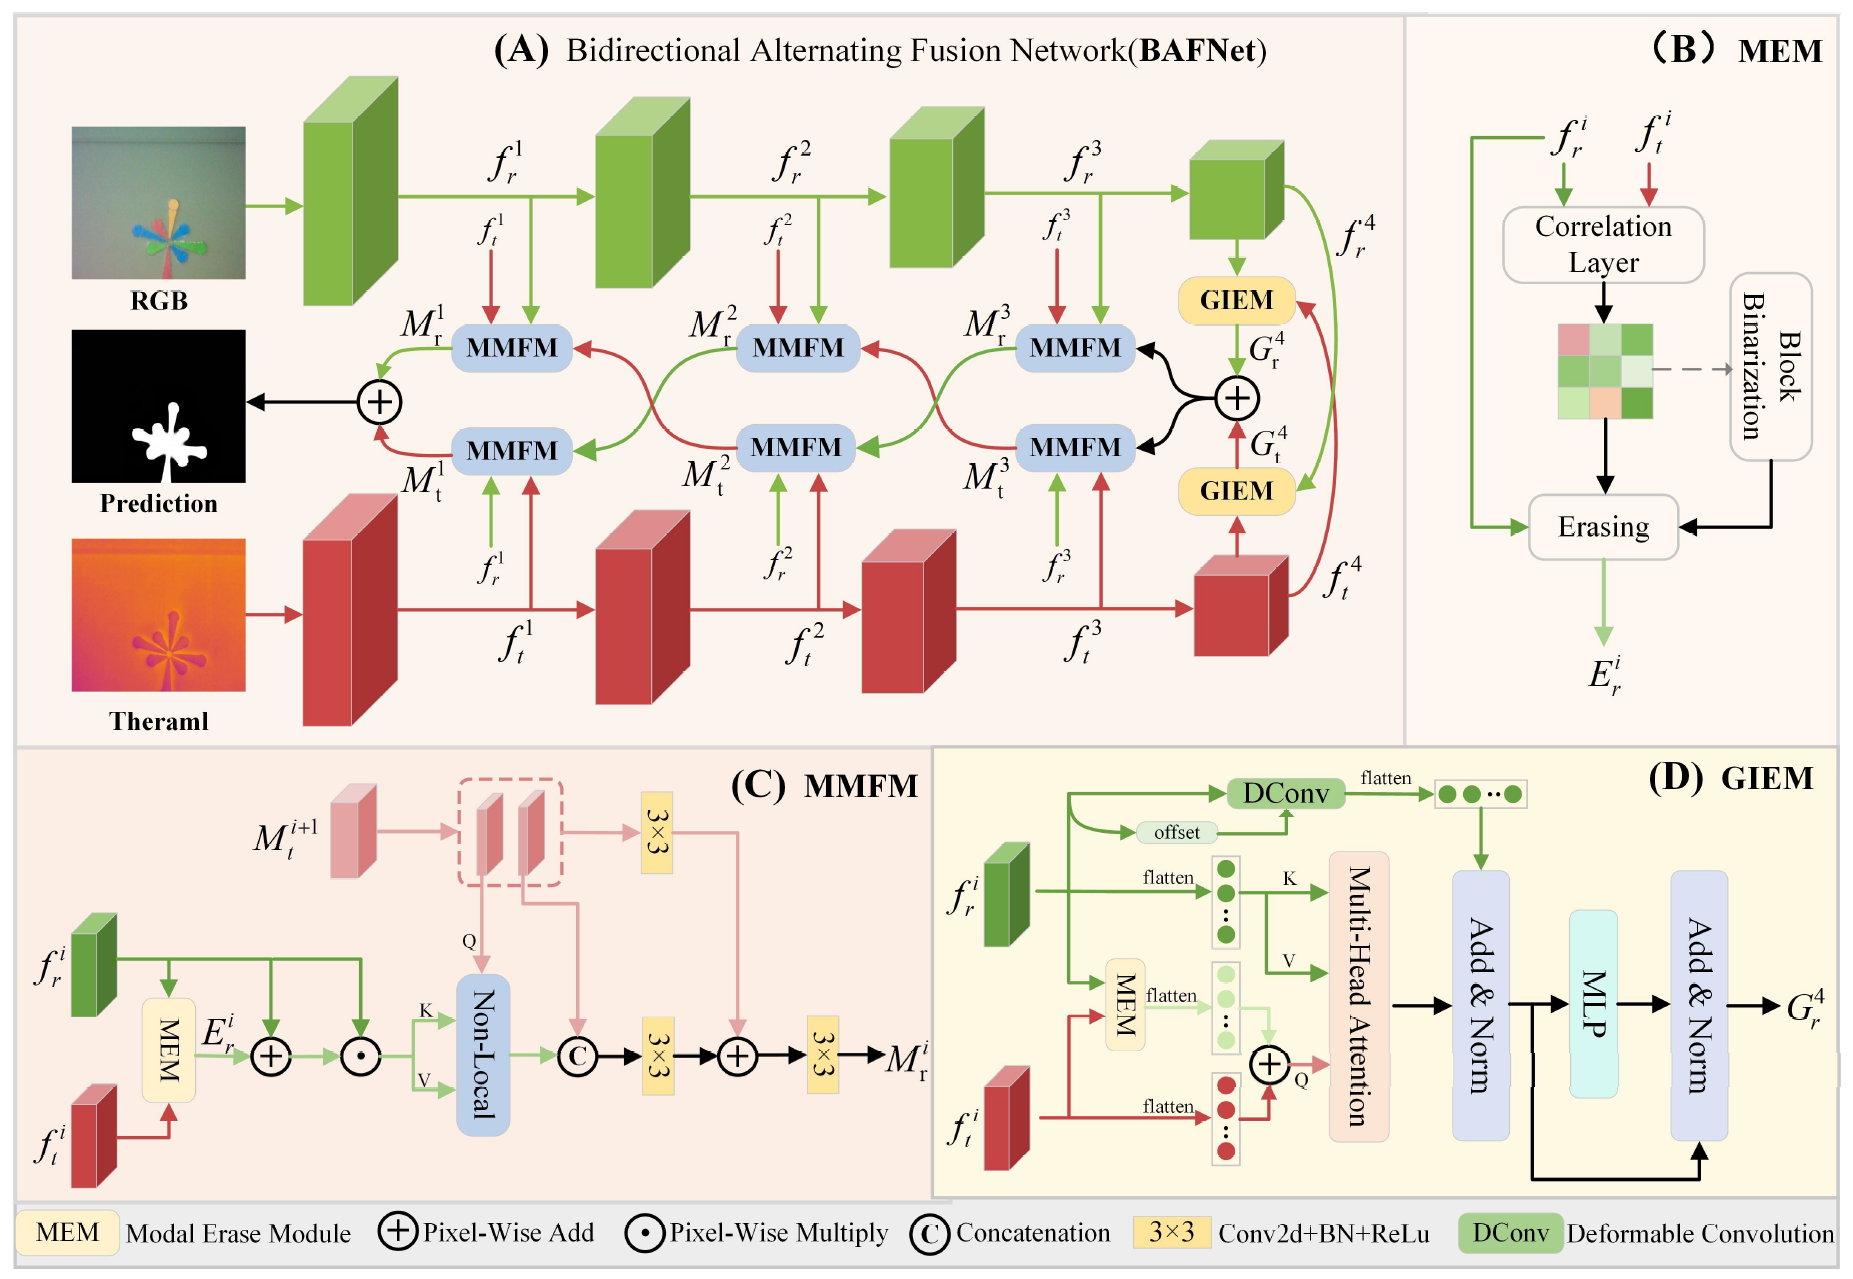 (A) Bidirectional Alternating Fusion Network(BAFNet)
RGB
Prediction
Theraml
f_r^1
f_r^2
f_r^3
f_r^4
f_t^1
f_t^2
f_t^3
M_r^1
MMFM
M_r^2
MMFM
M_r^3
MMFM
GIEM
G_r^4
+
+
M_t^1
MMFM
M_t^2
MMFM
M_t^3
MMFM
G_t^4
GIEM
f_r^1
f_r^2
f_r^3
f_t^1
f_t^2
f_t^3
f_t^4
(B) MEM
f_r^i
f_t^i
Correlation
Layer
Block
Binarization
Erasing
E_r^i
(C) MMFM
M_t^{i+1}
3×3
f_r^i
Q
MEM
E_r^i
+
K
V
Non-Local
C
3×3
+
3×3
M_r^i
f_t^i
(D) GIEM
DConv
flatten
offset
f_r^i
flatten
K
V
MEM
flatten
+
Q
f_t^i
flatten
Multi-Head Attention
Add & Norm
MLP
Add & Norm
G_r^4
MEM Modal Erase Module
+ Pixel-Wise Add
Pixel-Wise Multiply
C Concatenation
3×3 Conv2d+BN+ReLu
DConv Deformable Convolution